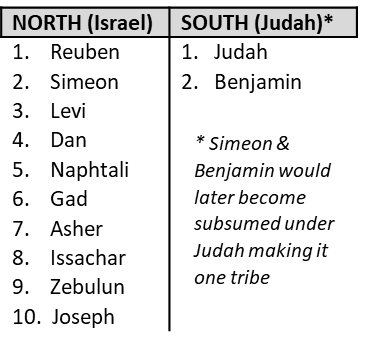 NORTH (Israel) SOUTH (Judah)*
1. Reuben 1. Judah
2. Simeon 2. Benjamin
3. Levi
4. Dan * Simeon &
5. Naphtali Benjamin would
6. Gad later become
7. Asher subsumed under
8. Issachar Judah making it
9. Zebulun one tribe
10. Joseph